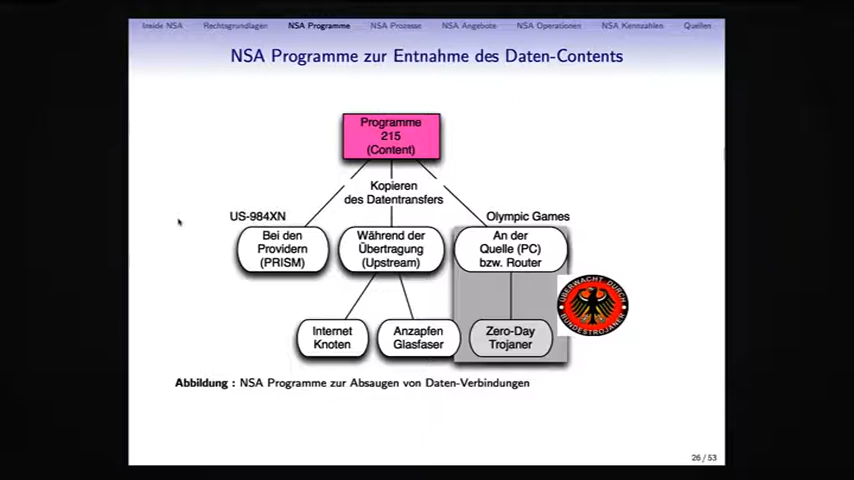 Inside NSA Rechtsgrundlagen NSA Programme NSA Prozesse NSA Angebote NSA Operationen NSA Kennzahlen Quellen
NSA Programme zur Entnahme des Daten-Contents
Programme
215
(Content)
Kopieren
des Datentransfers
US-984XN
Olympic Games
Bei den
Providern
(PRISM)
Während der
Übertragung
(Upstream)
An der
Quelle (PC)
bzw. Router
ÜBERWACHT DURCH
BUNDESTROJANER
Internet
Knoten
Anzapfen
Glasfaser
Zero-Day
Trojaner
Abbildung : NSA Programme zur Absaugen von Daten-Verbindungen
26 / 53